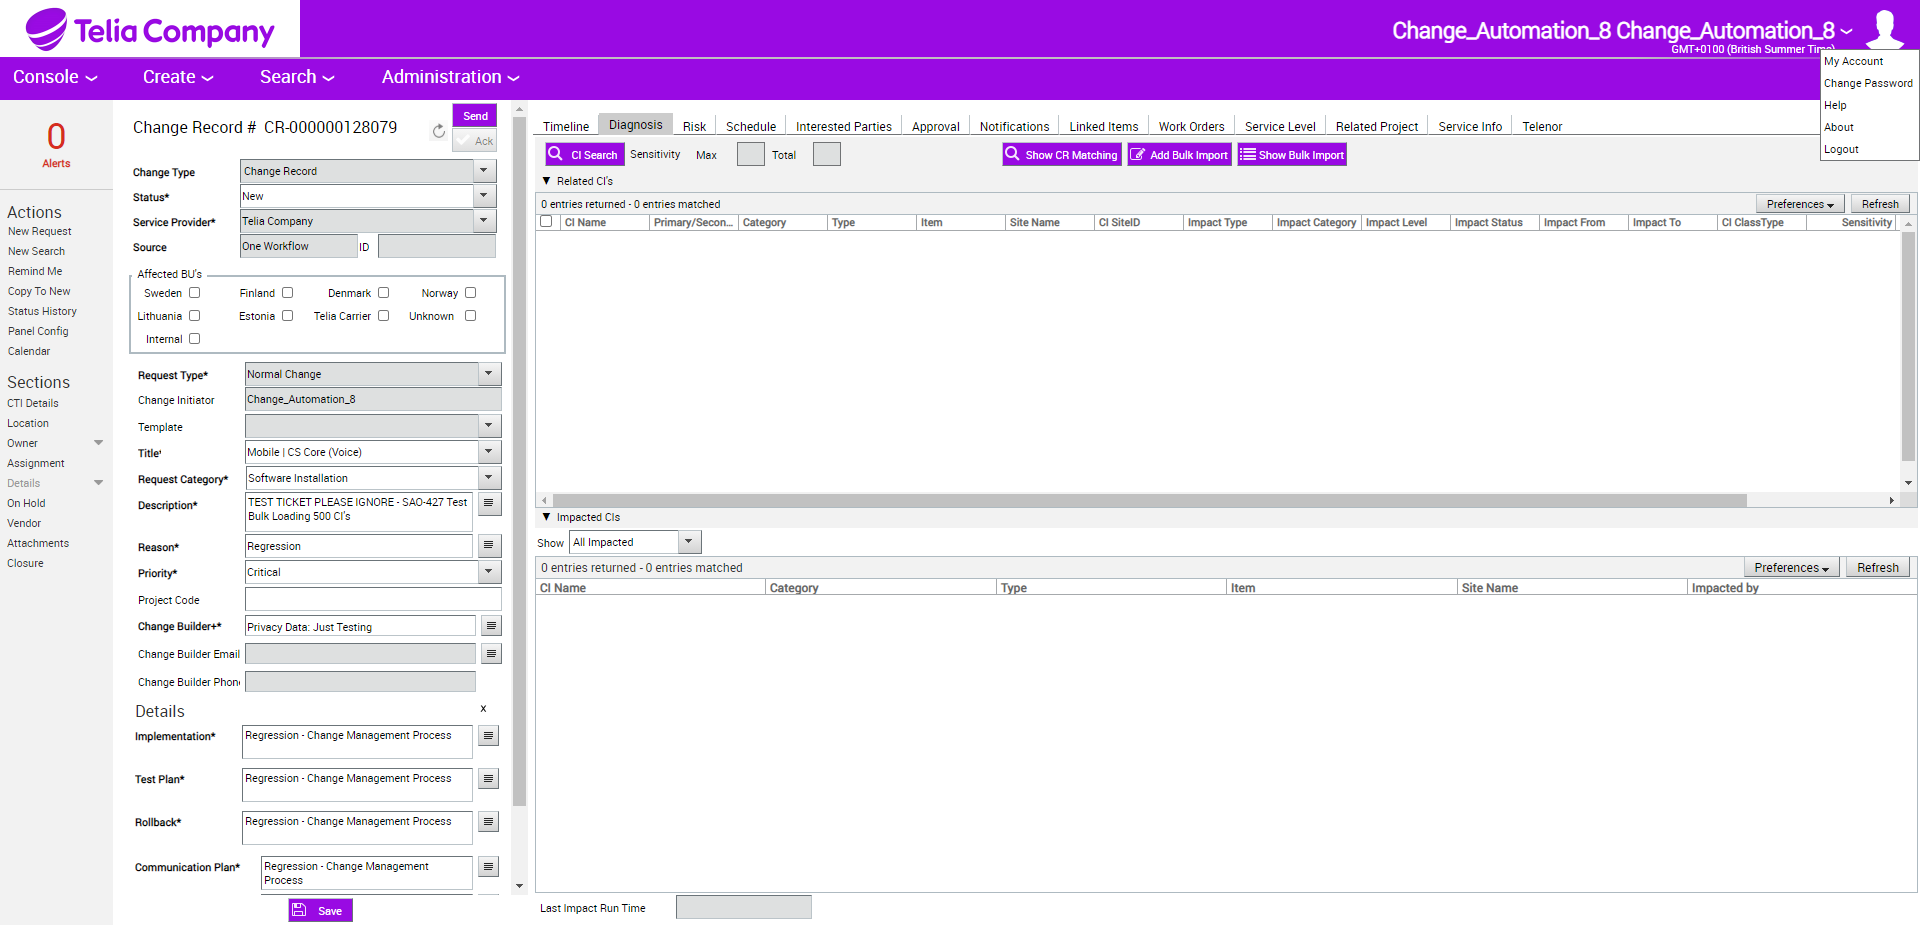 Telia Company
Change_Automation_8 Change_Automation_8
GMT+0100 (British Summer Time)
Console
Create
Search
Administration
My Account
Change Password
Help
About
Logout
0
Alerts
Actions
New Request
New Search
Remind Me
Copy To New
Status History
Panel Config
Calendar
Sections
CTI Details
Location
Owner
Assignment
Details
On Hold
Vendor
Attachments
Closure
Change Record # CR-000000128079
Send
Ack
Change Type Change Record
Status* New
Service Provider* Telia Company
Source One Workflow ID
Affected BU's
Sweden Finland Denmark Norway
Lithuania Estonia Telia Carrier Unknown
Internal
Request Type* Normal Change
Change Initiator Change_Automation_8
Template
Title* Mobile | CS Core (Voice)
Request Category* Software Installation
Description* TEST TICKET PLEASE IGNORE - SAO-427 Test
Bulk Loading 500 CI's
Reason* Regression
Priority* Critical
Project Code
Change Builder+* Privacy Data: Just Testing
Change Builder Email
Change Builder Phon
Details x
Implementation* Regression - Change Management Process
Test Plan* Regression - Change Management Process
Rollback* Regression - Change Management Process
Communication Plan* Regression - Change Management
Process
Save
Timeline Diagnosis Risk Schedule Interested Parties Approval Notifications Linked Items Work Orders Service Level Related Project Service Info Telenor
CI Search Sensitivity Max Total Show CR Matching Add Bulk Import Show Bulk Import
Related CI's
0 entries returned - 0 entries matched Preferences Refresh
CI Name Primary/Secon... Category Type Item Site Name CI SiteID Impact Type Impact Category Impact Level Impact Status Impact From Impact To CI ClassType Sensitivity
Impacted CIs
Show All Impacted
0 entries returned - 0 entries matched Preferences Refresh
CI Name Category Type Item Site Name Impacted by
Last Impact Run Time